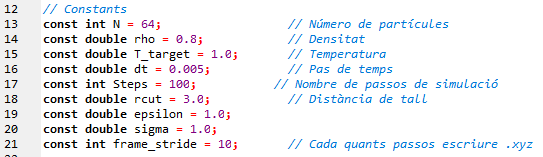 12 // Constants
13 const int N = 64; // Número de partícules
14 const double rho = 0.8; // Densitat
15 const double T_target = 1.0; // Temperatura
16 const double dt = 0.005; // Pas de temps
17 const int Steps = 100; // Nombre de passos de simulació
18 const double rcut = 3.0; // Distància de tall
19 const double epsilon = 1.0;
20 const double sigma = 1.0;
21 const int frame_stride = 10; // Cada quants passos escriure .xyz